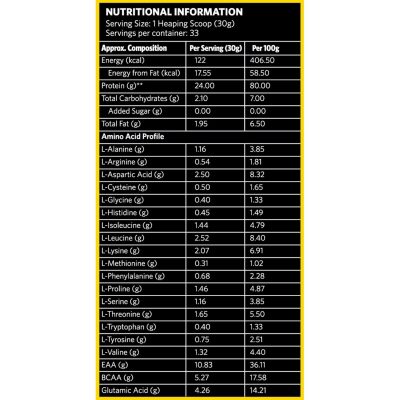 NUTRITIONAL INFORMATION
Serving Size: 1 Heaping Scoop (30g)
Servings per container: 33
Approx. Composition Per Serving (30g) Per 100g
Energy (kcal) 122 406.50
Energy from Fat (kcal) 17.55 58.50
Protein (g)** 24.00 80.00
Total Carbohydrates (g) 2.10 7.00
Added Sugar (g) 0.00 0.00
Total Fat (g) 1.95 6.50
Amino Acid Profile
L-Alanine (g) 1.16 3.85
L-Arginine (g) 0.54 1.81
L-Aspartic Acid (g) 2.50 8.32
L-Cysteine (g) 0.50 1.65
L-Glycine (g) 0.40 1.33
L-Histidine (g) 0.45 1.49
L-Isoleucine (g) 1.44 4.79
L-Leucine (g) 2.52 8.40
L-Lysine (g) 2.07 6.91
L-Methionine (g) 0.31 1.02
L-Phenylalanine (g) 0.68 2.28
L-Proline (g) 1.46 4.87
L-Serine (g) 1.16 3.85
L-Threonine (g) 1.65 5.50
L-Tryptophan (g) 0.40 1.33
L-Tyrosine (g) 0.75 2.51
L-Valine (g) 1.32 4.40
EAA (g) 10.83 36.11
BCAA (g) 5.27 17.58
Glutamic Acid (g) 4.26 14.21